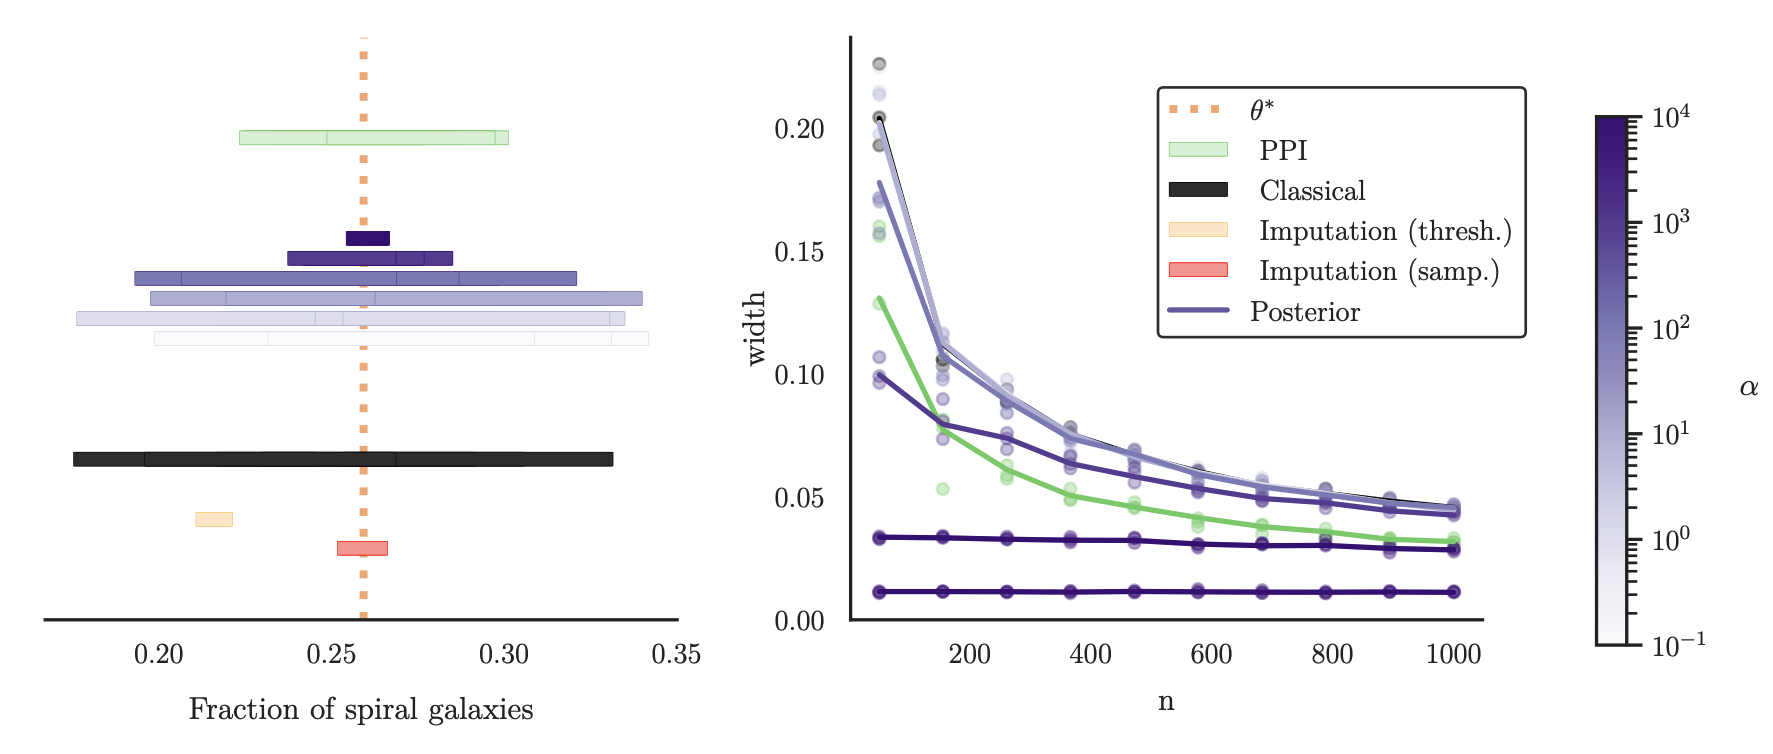 0.20 0.25 0.30 0.35
Fraction of spiral galaxies
width
0.20
0.15
0.10
0.05
0.00
200 400 600 800 1000
n
θ*
PPI
Classical
Imputation (thresh.)
Imputation (samp.)
Posterior
10⁴
10³
10²
10¹
10⁰
10⁻¹
α